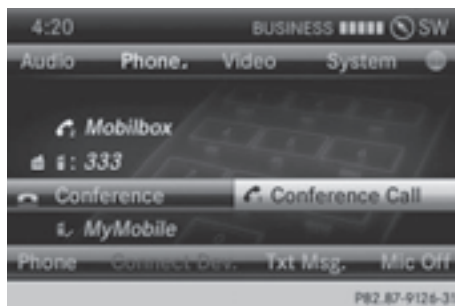 4:20 BUSINESS SW
Audio Phone. Video System
Mobilbox
: 333
Conference Conference Call
MyMobile
Phone Connect Dev. Txt Msg. Mic Off
P82.87-9126-31